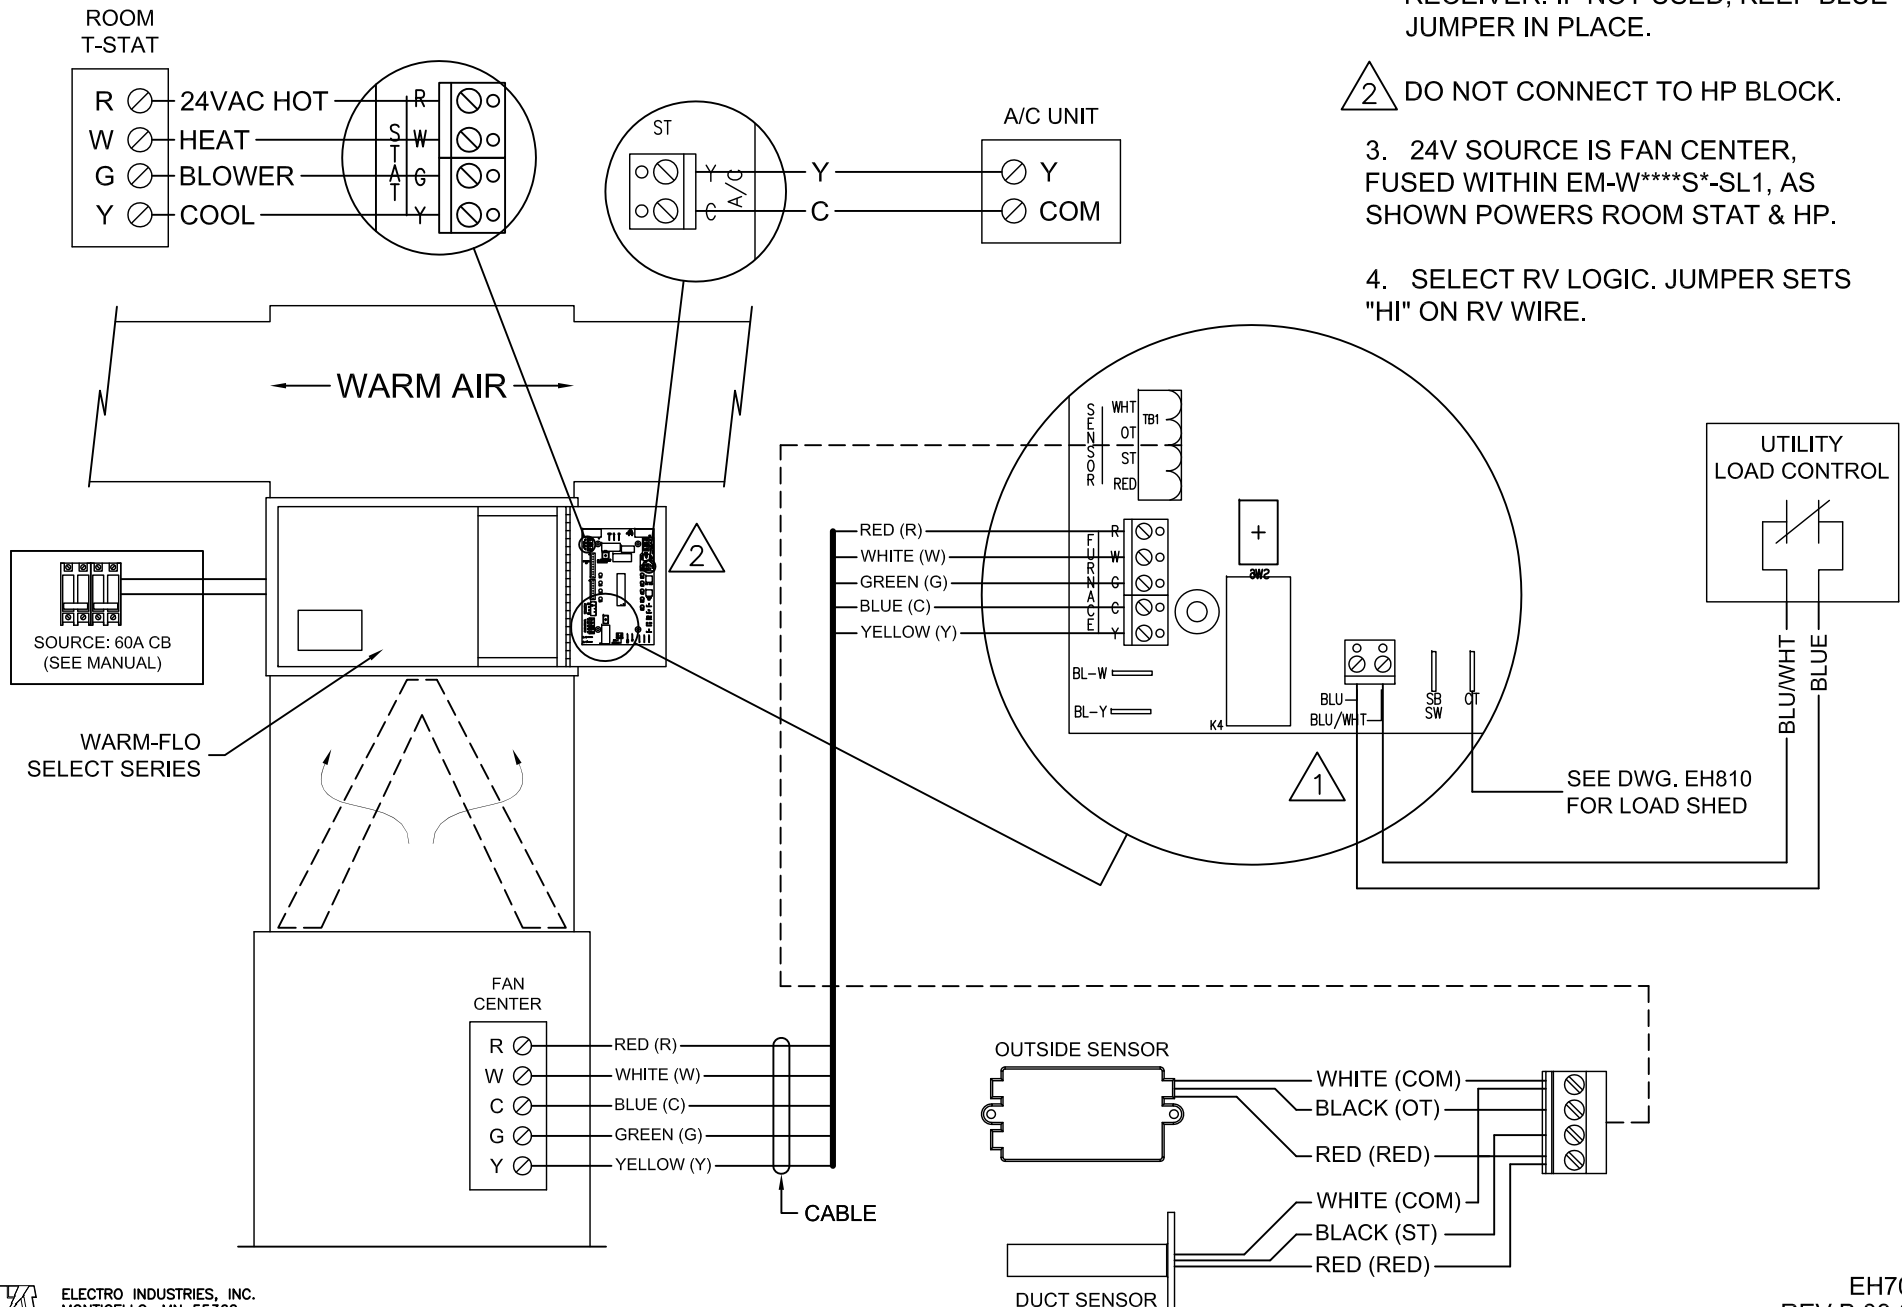 ROOM
T-STAT
R 24VAC HOT R
W HEAT W
G BLOWER G
Y COOL Y
STAT
ST
Y
C
A/C
Y
C
A/C UNIT
Y
COM
JUMPER IN PLACE.
2 DO NOT CONNECT TO HP BLOCK.
3. 24V SOURCE IS FAN CENTER,
FUSED WITHIN EM-W****S*-SL1, AS
SHOWN POWERS ROOM STAT & HP.
4. SELECT RV LOGIC. JUMPER SETS
"HI" ON RV WIRE.
WARM AIR
2
SOURCE: 60A CB
(SEE MANUAL)
WARM-FLO
SELECT SERIES
SENSOR
WHT
OT
ST
RED
TB1
RED (R) R
WHITE (W) W
GREEN (G) G
BLUE (C) C
YELLOW (Y) Y
FURNACE
SW6
BL-W
BL-Y
K4
BLU
BLU/WHT
SB
SW
OT
1
SEE DWG. EH810
FOR LOAD SHED
UTILITY
LOAD CONTROL
BLU/WHT
BLUE
FAN
CENTER
R RED (R)
W WHITE (W)
C BLUE (C)
G GREEN (G)
Y YELLOW (Y)
CABLE
OUTSIDE SENSOR
WHITE (COM)
BLACK (OT)
RED (RED)
WHITE (COM)
BLACK (ST)
RED (RED)
DUCT SENSOR
ELECTRO INDUSTRIES, INC.